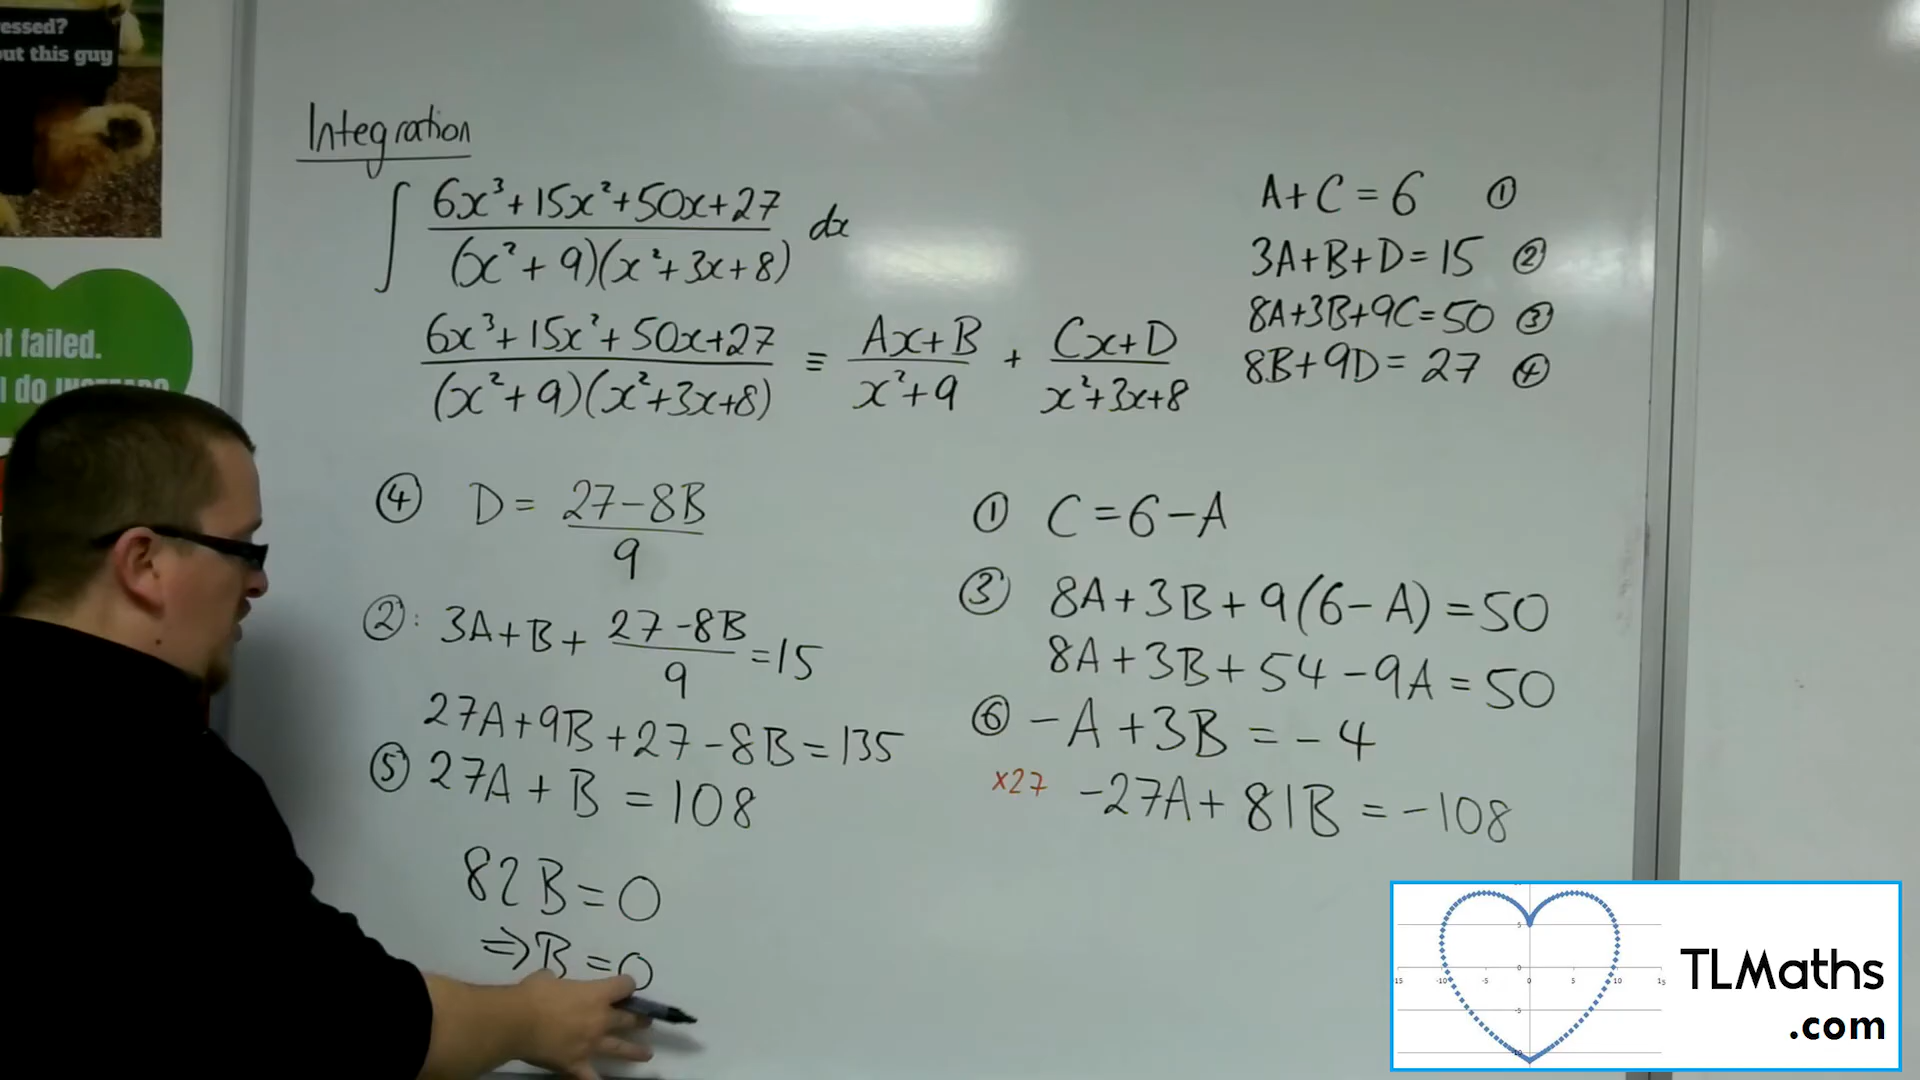 essed?
out this guy
t failed.
I do INSTEAD
Integration
∫ (6x³+15x²+50x+27)/((x²+9)(x²+3x+8)) dx
(6x³+15x²+50x+27)/((x²+9)(x²+3x+8)) ≡ (Ax+B)/(x²+9) + (Cx+D)/(x²+3x+8)
A+C=6 ①
3A+B+D=15 ②
8A+3B+9C=50 ③
8B+9D=27 ④
④ D = (27-8B)/9
②: 3A+B+ (27-8B)/9 =15
27A+9B+27-8B=135
⑤ 27A+B=108
82B=0
⇒B=0
① C=6-A
③ 8A+3B+9(6-A)=50
8A+3B+54-9A=50
⑥ -A+3B=-4
×27 -27A+81B=-108
TLMaths
.com